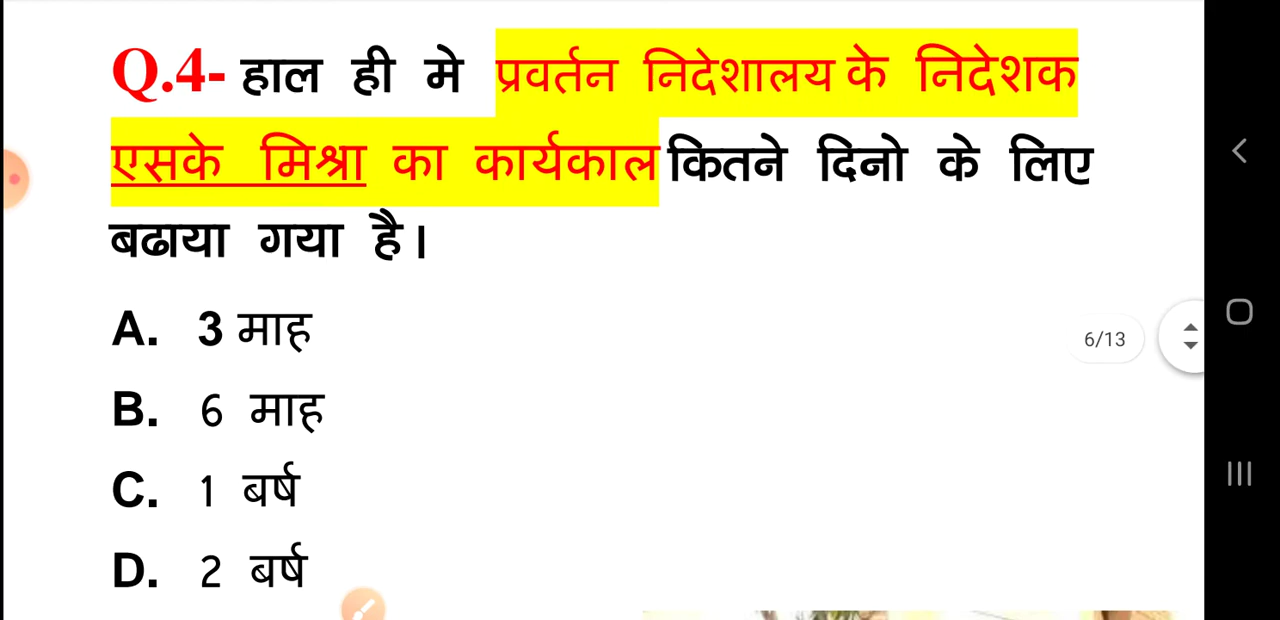 Q.4- हाल ही मे प्रवर्तन निदेशालय के निदेशक
एसके मिश्रा का कार्यकाल कितने दिनो के लिए
बढाया गया है।
A. 3 माह
B. 6 माह
C. 1 बर्ष
D. 2 बर्ष
6/13